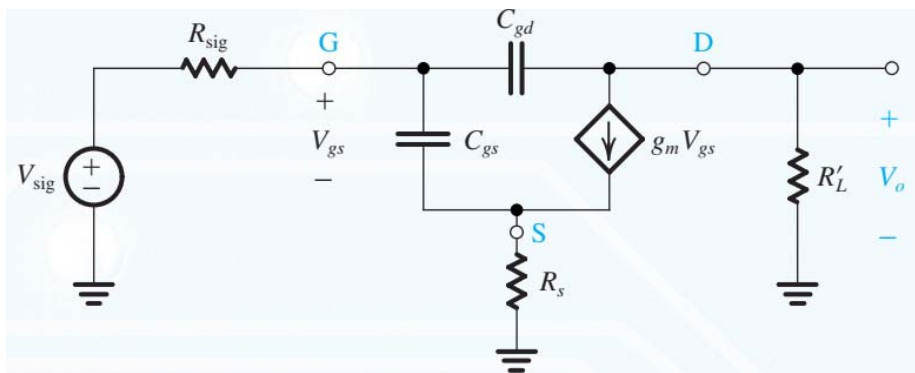 R_sig
G
C_gd
D
+
V_gs
−
C_gs
g_m V_gs
+
V_sig
+
−
R'_L
V_o
−
S
R_s